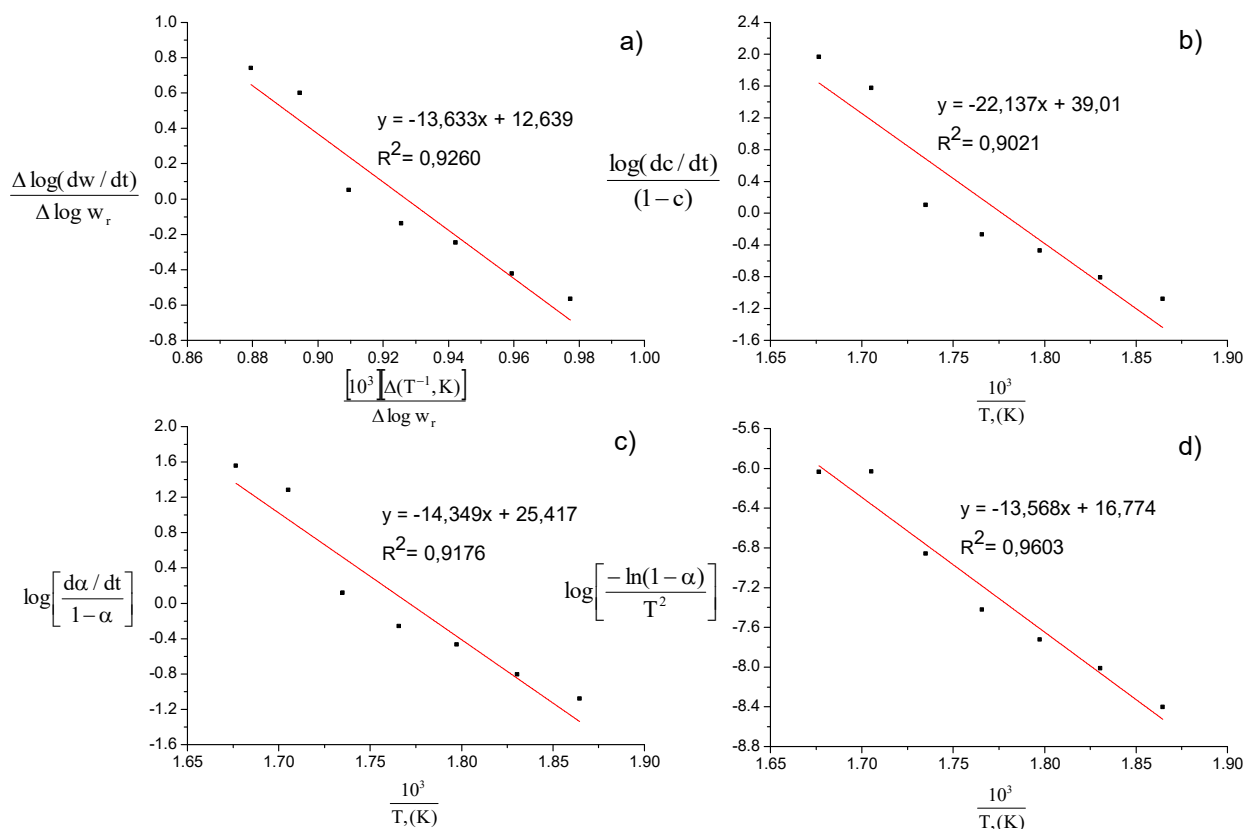 a)
1.0
0.8
0.6
0.4
0.2
0.0
-0.2
-0.4
-0.6
-0.8
y = -13,633x + 12,639
R² = 0,9260
Δ log(dw / dt)
Δ log w_r
0.86 0.88 0.90 0.92 0.94 0.96 0.98 1.00
[10³][Δ(T⁻¹, K)]
Δ log w_r
b)
2.4
2.0
1.6
1.2
0.8
0.4
0.0
-0.4
-0.8
-1.2
-1.6
y = -22,137x + 39,01
R² = 0,9021
log(dc / dt)
(1 – c)
1.65 1.70 1.75 1.80 1.85 1.90
10³
T, (K)
c)
2.0
1.6
1.2
0.8
0.4
0.0
-0.4
-0.8
-1.2
-1.6
y = -14,349x + 25,417
R² = 0,9176
log[dα / dt
1 – α]
1.65 1.70 1.75 1.80 1.85 1.90
10³
T, (K)
d)
-5.6
-6.0
-6.4
-6.8
-7.2
-7.6
-8.0
-8.4
-8.8
y = -13,568x + 16,774
R² = 0,9603
log[– ln(1 – α)
T²]
1.65 1.70 1.75 1.80 1.85 1.90
10³
T, (K)